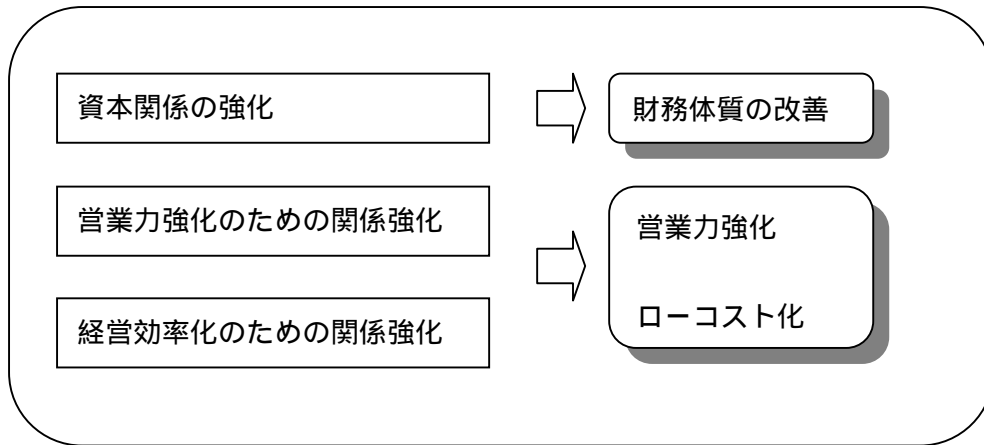 資本関係の強化
財務体質の改善
営業力強化のための関係強化
営業力強化
ローコスト化
経営効率化のための関係強化